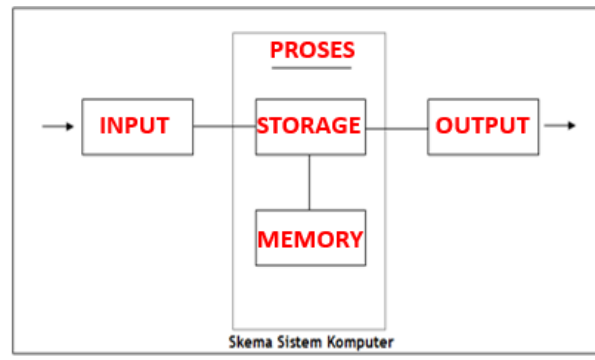 PROSES
INPUT
STORAGE
OUTPUT
MEMORY
Skema Sistem Komputer